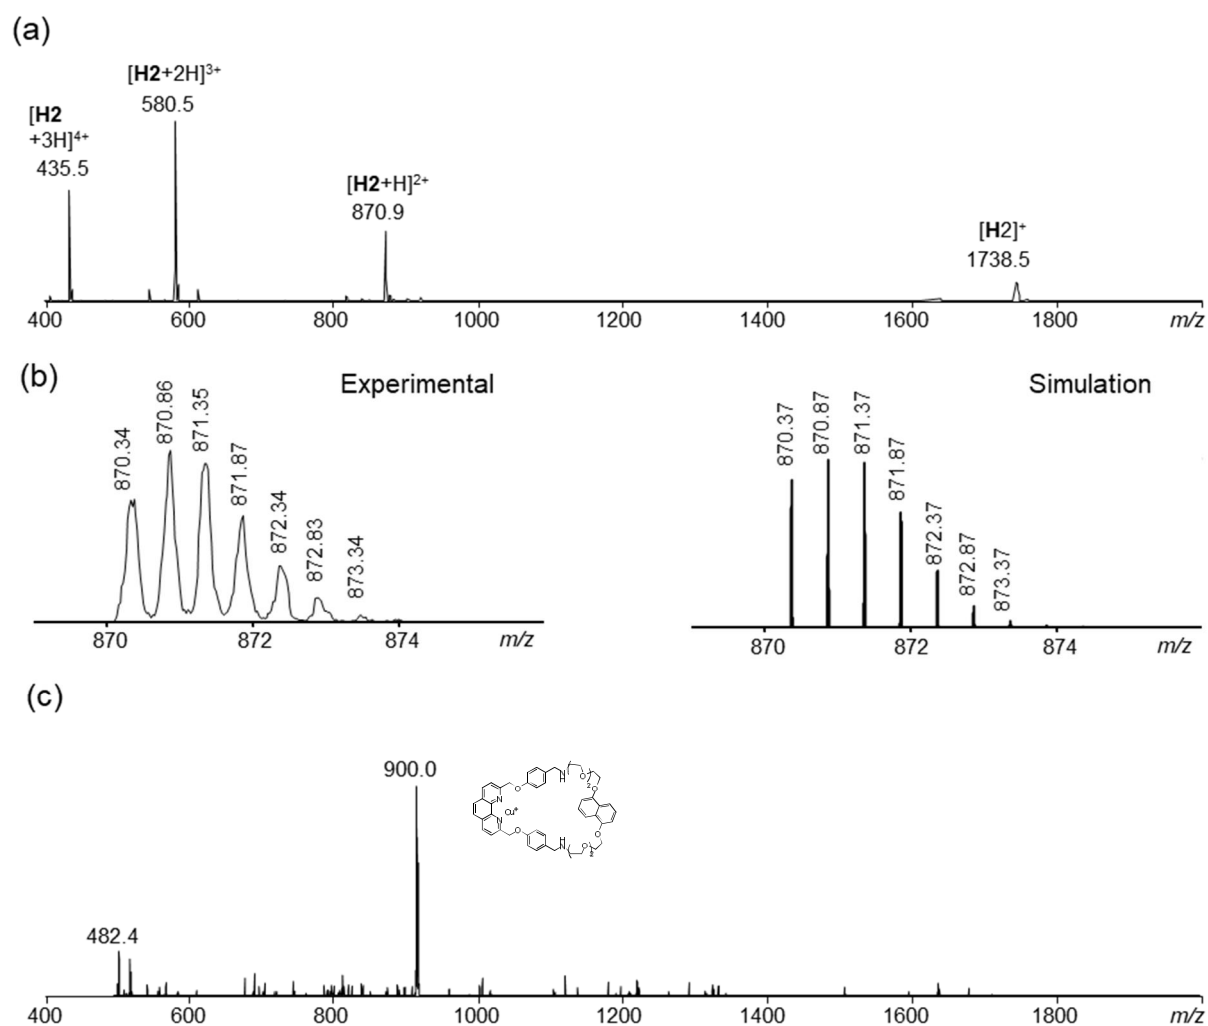 (a)
[H2+2H]3+
580.5
[H2
+3H]4+
435.5
[H2+H]2+
870.9
[H2]+
1738.5
400 600 800 1000 1200 1400 1600 1800 m/z
(b)
Experimental
Simulation
870.34
870.86
871.35
871.87
872.34
872.83
873.34
870.37
870.87
871.37
871.87
872.37
872.87
873.37
870 872 874 m/z
870 872 874 m/z
(c)
900.0
482.4
H
N
O
O
2
O
N
Cu+
N
O
O
H
N
O
2
400 600 800 1000 1200 1400 1600 1800 m/z